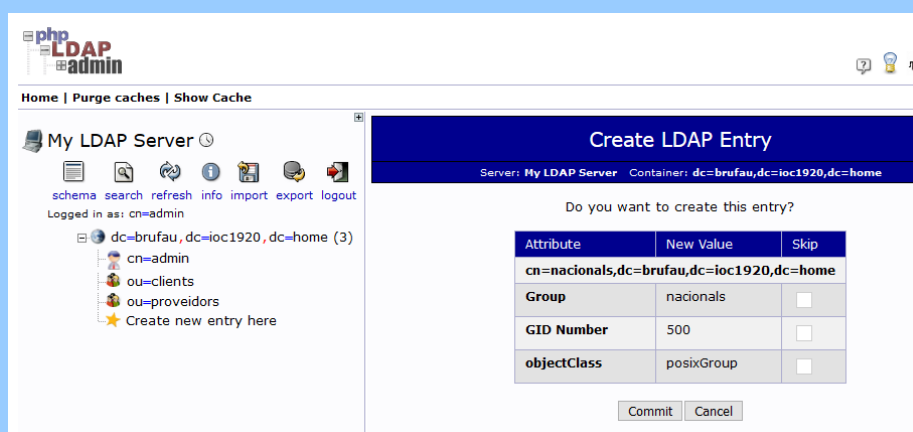 php
LDAP
admin
Home | Purge caches | Show Cache
My LDAP Server
schema search refresh info import export logout
Logged in as: cn=admin
dc=brufau,dc=ioc1920,dc=home (3)
cn=admin
ou=clients
ou=proveidors
Create new entry here
Create LDAP Entry
Server: My LDAP Server Container: dc=brufau,dc=ioc1920,dc=home
Do you want to create this entry?
Attribute New Value Skip
cn=nacionals,dc=brufau,dc=ioc1920,dc=home
Group nacionals
GID Number 500
objectClass posixGroup
Commit Cancel